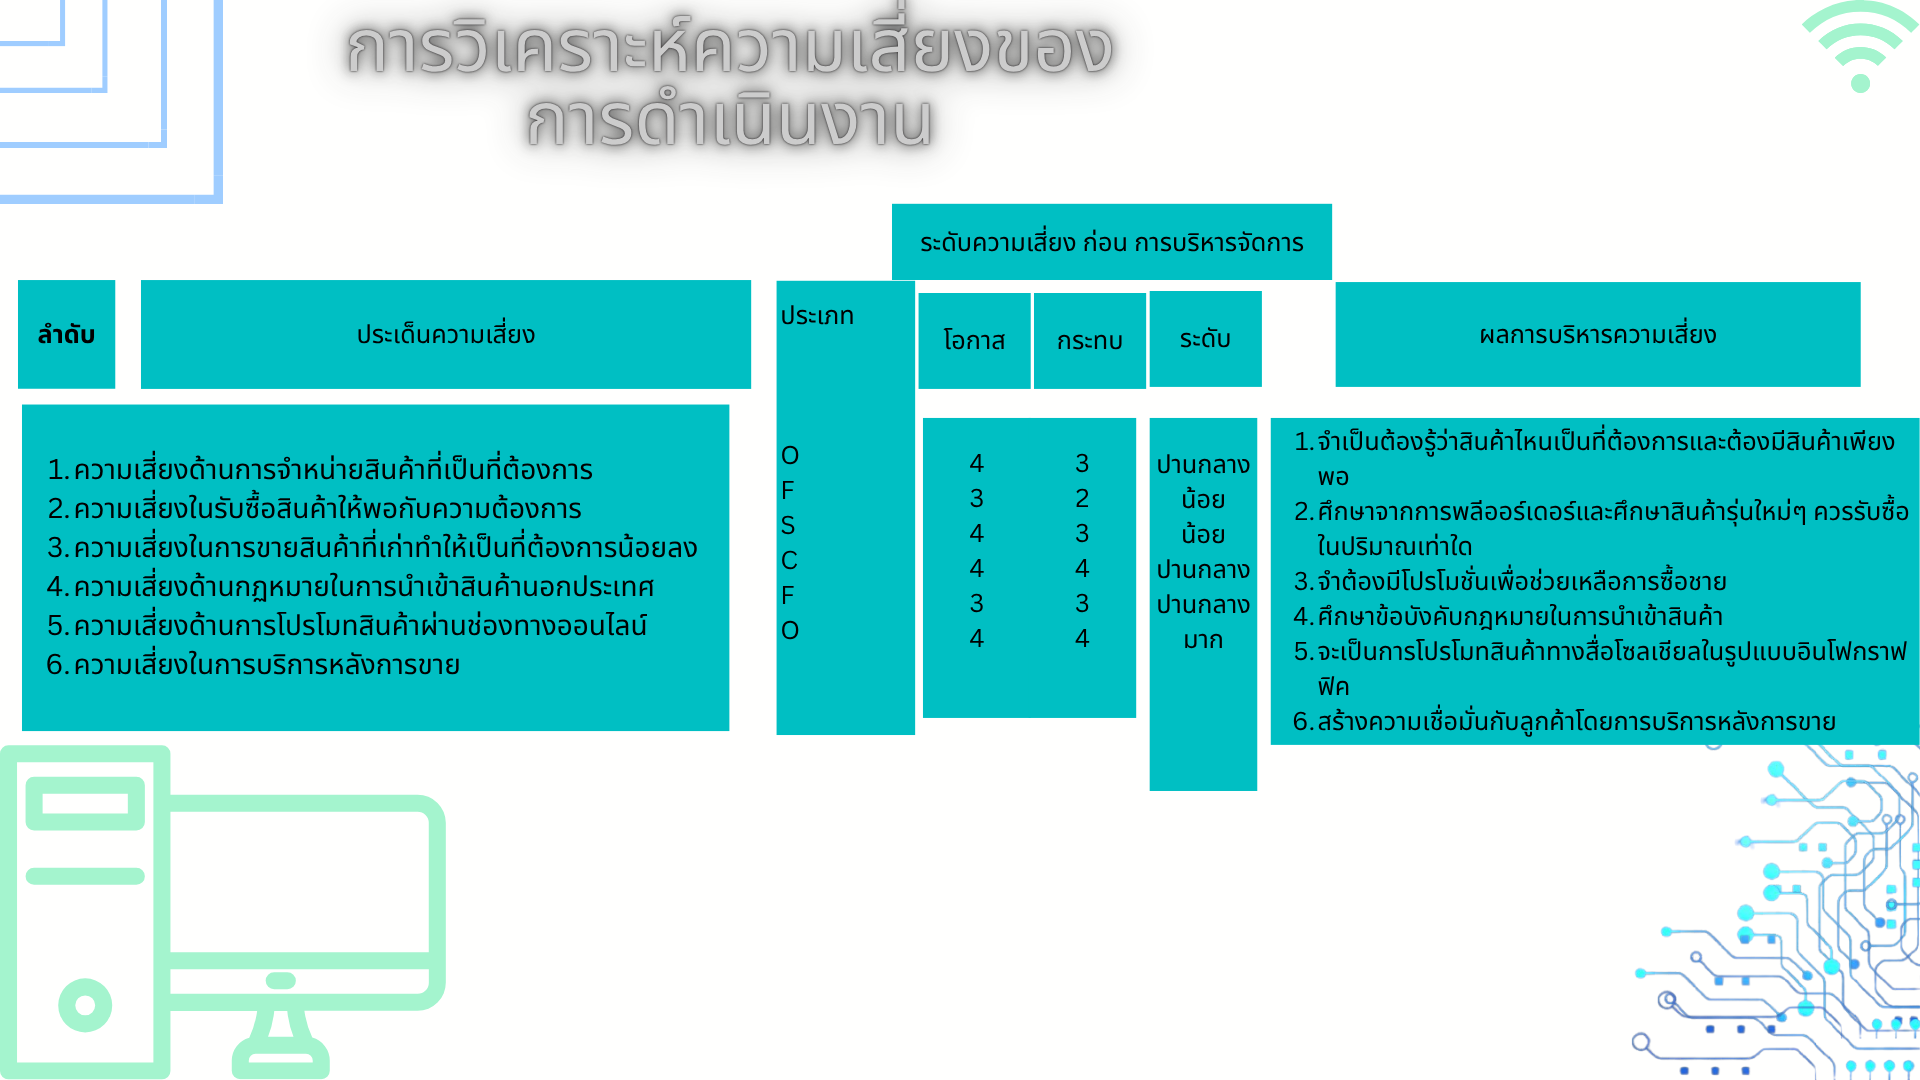 การวิเคราะห์ความเสี่ยงของ
การดำเนินงาน
ระดับความเสี่ยง ก่อน การบริหารจัดการ
ลำดับ
ประเด็นความเสี่ยง
ประเภท
โอกาส
กระทบ
ระดับ
ผลการบริหารความเสี่ยง
1. ความเสี่ยงด้านการจำหน่ายสินค้าที่เป็นที่ต้องการ
2. ความเสี่ยงในรับซื้อสินค้าให้พอกับความต้องการ
3. ความเสี่ยงในการขายสินค้าที่เก่าทำให้เป็นที่ต้องการน้อยลง
4. ความเสี่ยงด้านกฏหมายในการนำเข้าสินค้านอกประเทศ
5. ความเสี่ยงด้านการโปรโมทสินค้าผ่านช่องทางออนไลน์
6. ความเสี่ยงในการบริการหลังการขาย
O
F
S
C
F
O
4 3
3 2
4 3
4 4
3 3
4 4
ปานกลาง
น้อย
น้อย
ปานกลาง
ปานกลาง
มาก
1. จำเป็นต้องรู้ว่าสินค้าไหนเป็นที่ต้องการและต้องมีสินค้าเพียง
พอ
2. ศึกษาจากการพลีออร์เดอร์และศึกษาสินค้ารุ่นใหม่ๆ ควรรับซื้อ
ในปริมาณเท่าใด
3. จำต้องมีโปรโมชั่นเพื่อช่วยเหลือการซื้อชาย
4. ศึกษาข้อบังคับกฎหมายในการนำเข้าสินค้า
5. จะเป็นการโปรโมทสินค้าทางสื่อโซลเชียลในรูปแบบอินโฟกราฟ
ฟิค
6. สร้างความเชื่อมั่นกับลูกค้าโดยการบริการหลังการขาย